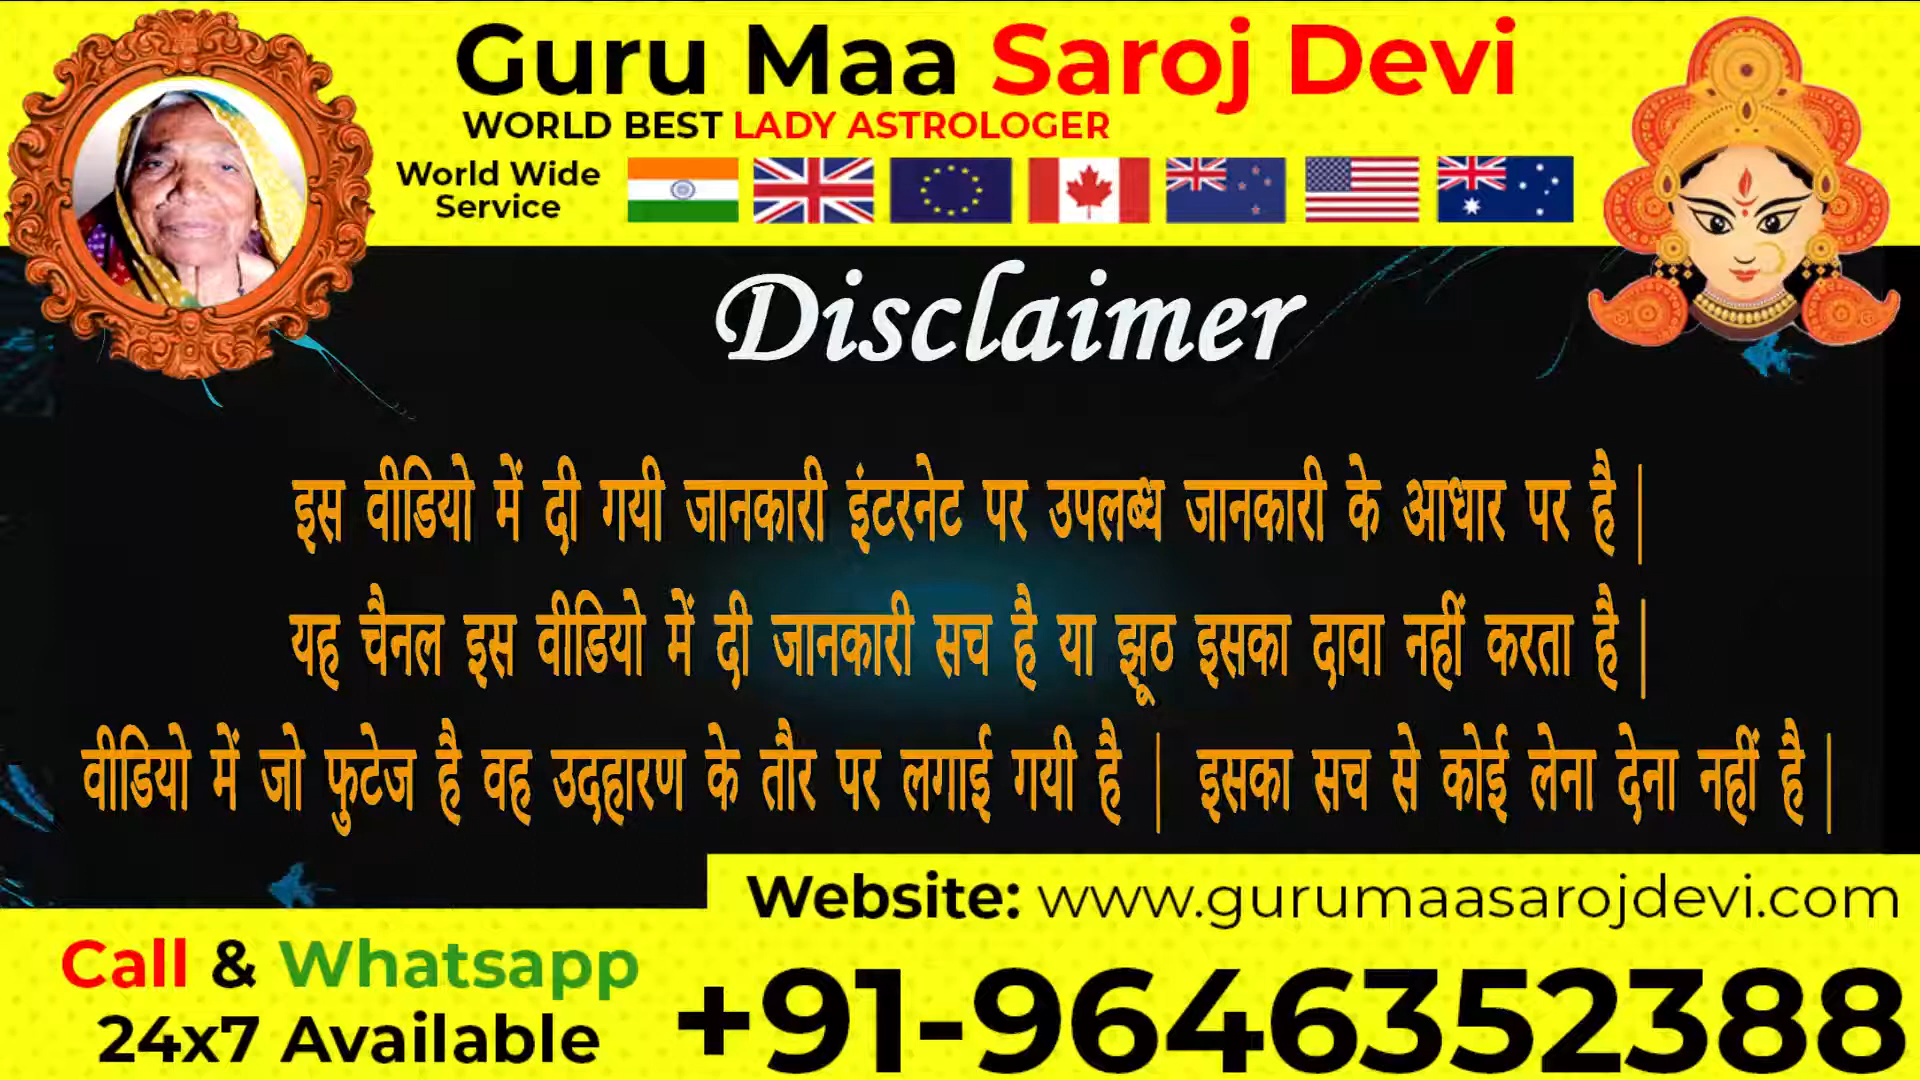 Guru Maa Saroj Devi
WORLD BEST LADY ASTROLOGER
World Wide
Service
Disclaimer
इस वीडियो में दी गयी जानकारी इंटरनेट पर उपलब्ध जानकारी के आधार पर है |
यह चैनल इस वीडियो में दी जानकारी सच है या झूठ इसका दावा नहीं करता है |
वीडियो में जो फुटेज है वह उदहारण के तौर पर लगाई गयी है | इसका सच से कोई लेना देना नहीं है |
Website: www.gurumaasarojdevi.com
Call & Whatsapp
24x7 Available
+91-9646352388